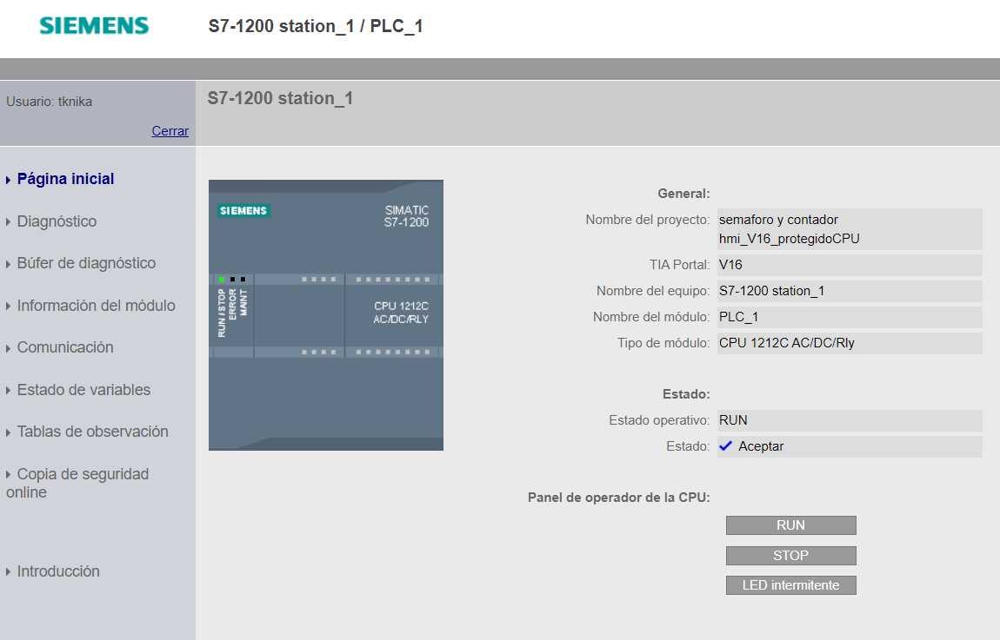 SIEMENS
S7-1200 station_1 / PLC_1
Usuario: tknika
Cerrar
S7-1200 station_1
Página inicial
Diagnóstico
Búfer de diagnóstico
Información del módulo
Comunicación
Estado de variables
Tablas de observación
Copia de seguridad
online
Introducción
SIEMENS
SIMATIC
S7-1200
RUN / STOP
ERROR
MAINT
CPU 1212C
AC/DC/RLY
General:
Nombre del proyecto: semaforo y contador
hmi_V16_protegidoCPU
TIA Portal: V16
Nombre del equipo: S7-1200 station_1
Nombre del módulo: PLC_1
Tipo de módulo: CPU 1212C AC/DC/Rly
Estado:
Estado operativo: RUN
Estado: Aceptar
Panel de operador de la CPU:
RUN
STOP
LED intermitente